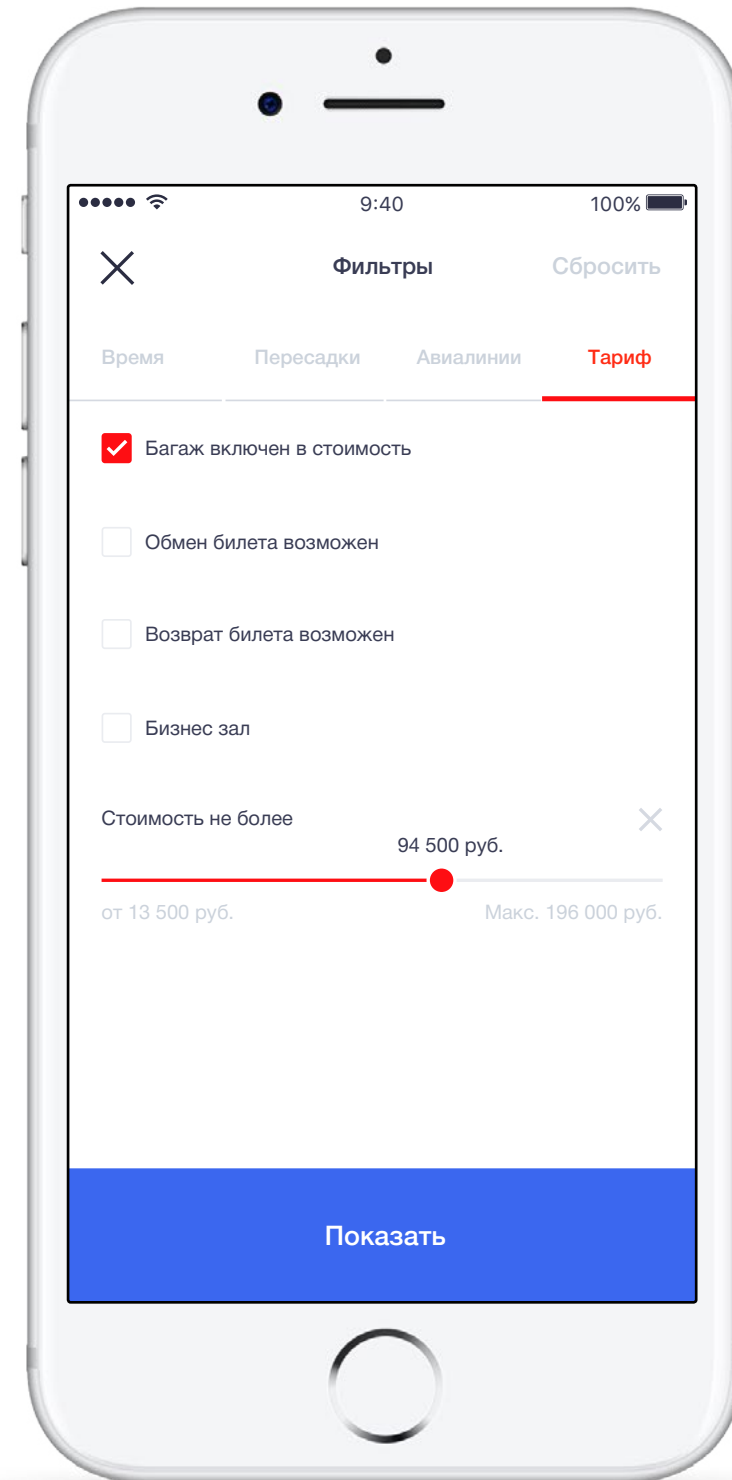 9:40 100%
Фильтры Сбросить
Время Пересадки Авиалинии Тариф
Багаж включен в стоимость
Обмен билета возможен
Возврат билета возможен
Бизнес зал
Стоимость не более
94 500 руб.
от 13 500 руб. Макс. 196 000 руб.
Показать